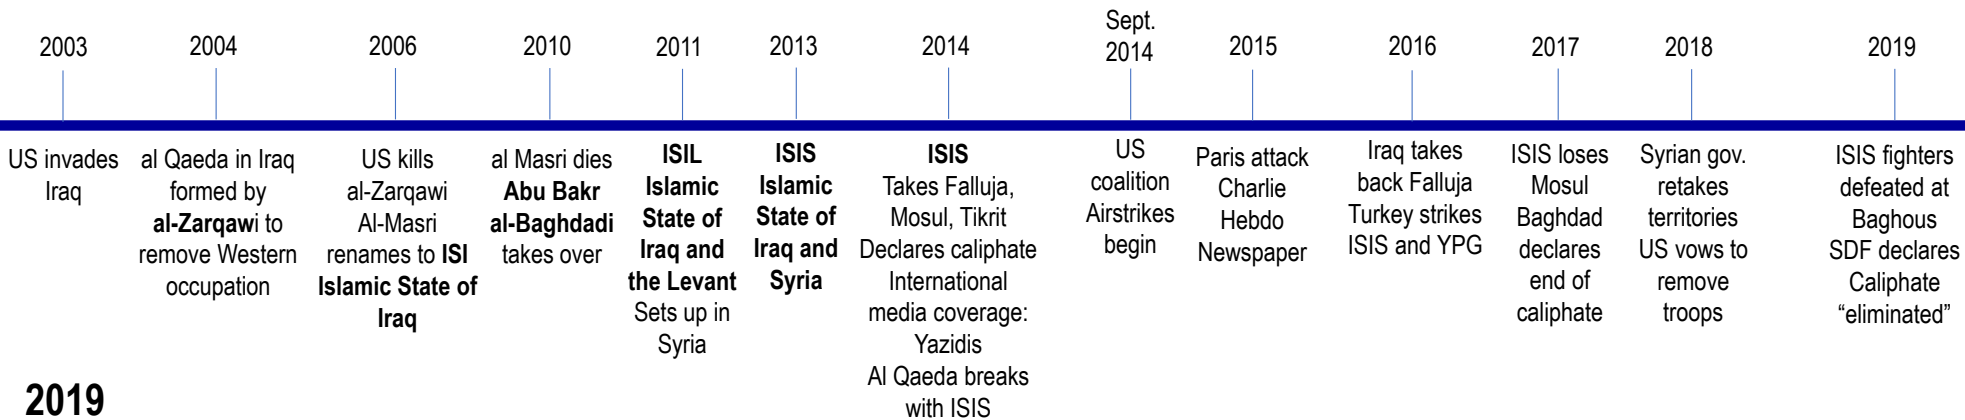 2003
US invades
Iraq
2004
al Qaeda in Iraq
formed by
al-Zarqawi to
remove Western
occupation
2006
US kills
al-Zarqawi
Al-Masri
renames to ISI
Islamic State of
Iraq
2010
al Masri dies
Abu Bakr
al-Baghdadi
takes over
2011
ISIL
Islamic
State of
Iraq and
the Levant
Sets up in
Syria
2013
ISIS
Islamic
State of
Iraq and
Syria
2014
ISIS
Takes Falluja,
Mosul, Tikrit
Declares caliphate
International
media coverage:
Yazidis
Al Qaeda breaks
with ISIS
Sept.
2014
US
coalition
Airstrikes
begin
2015
Paris attack
Charlie
Hebdo
Newspaper
2016
Iraq takes
back Falluja
Turkey strikes
ISIS and YPG
2017
ISIS loses
Mosul
Baghdad
declares
end of
caliphate
2018
Syrian gov.
retakes
territories
US vows to
remove
troops
2019
ISIS fighters
defeated at
Baghous
SDF declares
Caliphate
“eliminated”
2019